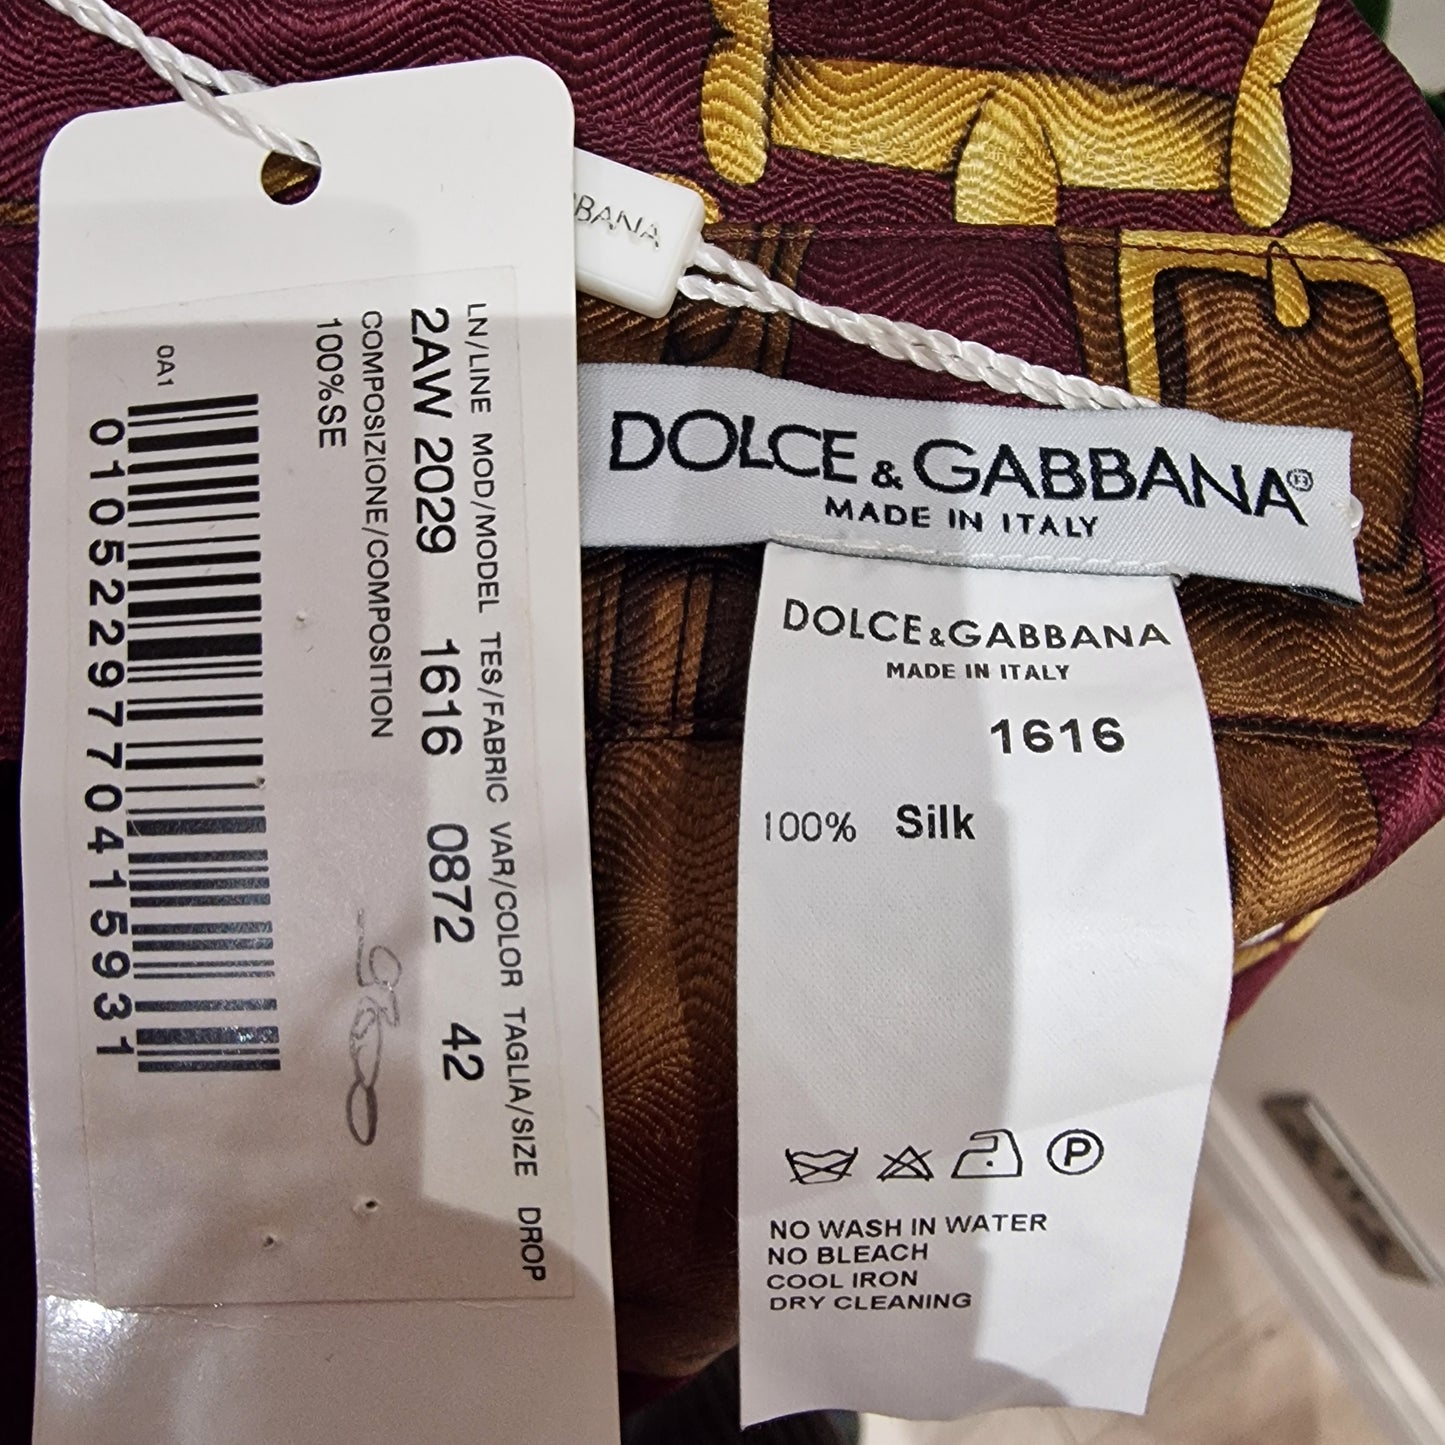 LN/LINE MOD/MODEL TES/FABRIC VAR/COLOR TAGLIA/SIZE DROP
2AW 2029 1616 0872 42
COMPOSIZIONE/COMPOSITION
100%SE
0A1
0105229770415931
DOLCE & GABBANA®
MADE IN ITALY
DOLCE & GABBANA
MADE IN ITALY
1616
100% Silk
P
NO WASH IN WATER
NO BLEACH
COOL IRON
DRY CLEANING